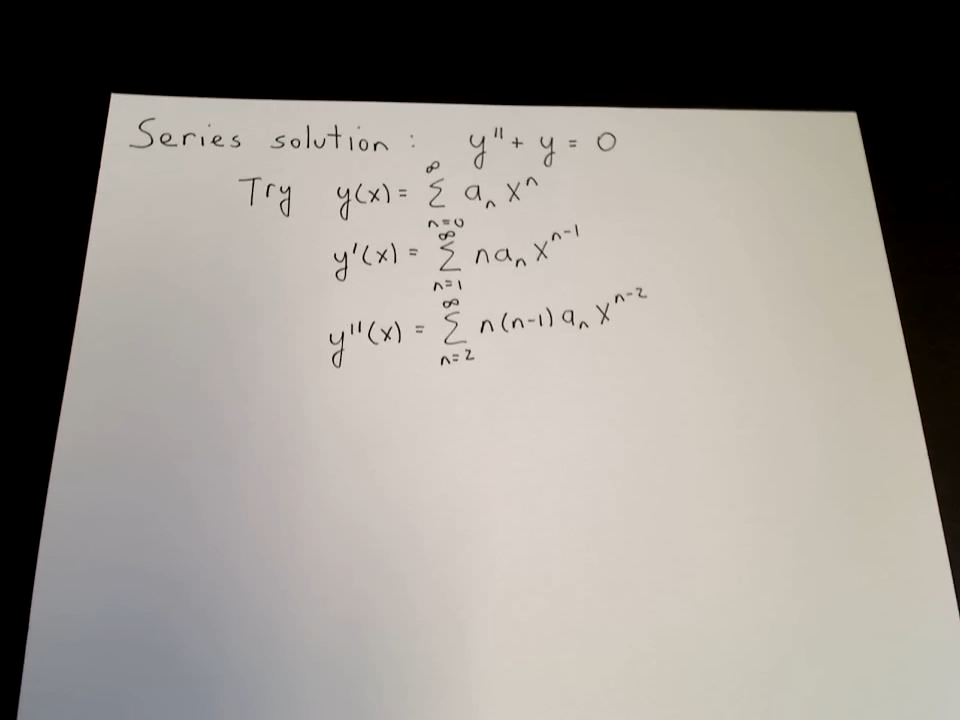 Series solution : y'' + y = 0
Try y(x) = ∑_{n=0}^{∞} a_n x^n
y'(x) = ∑_{n=1}^{∞} n a_n x^{n-1}
y''(x) = ∑_{n=2}^{∞} n(n-1) a_n x^{n-2}